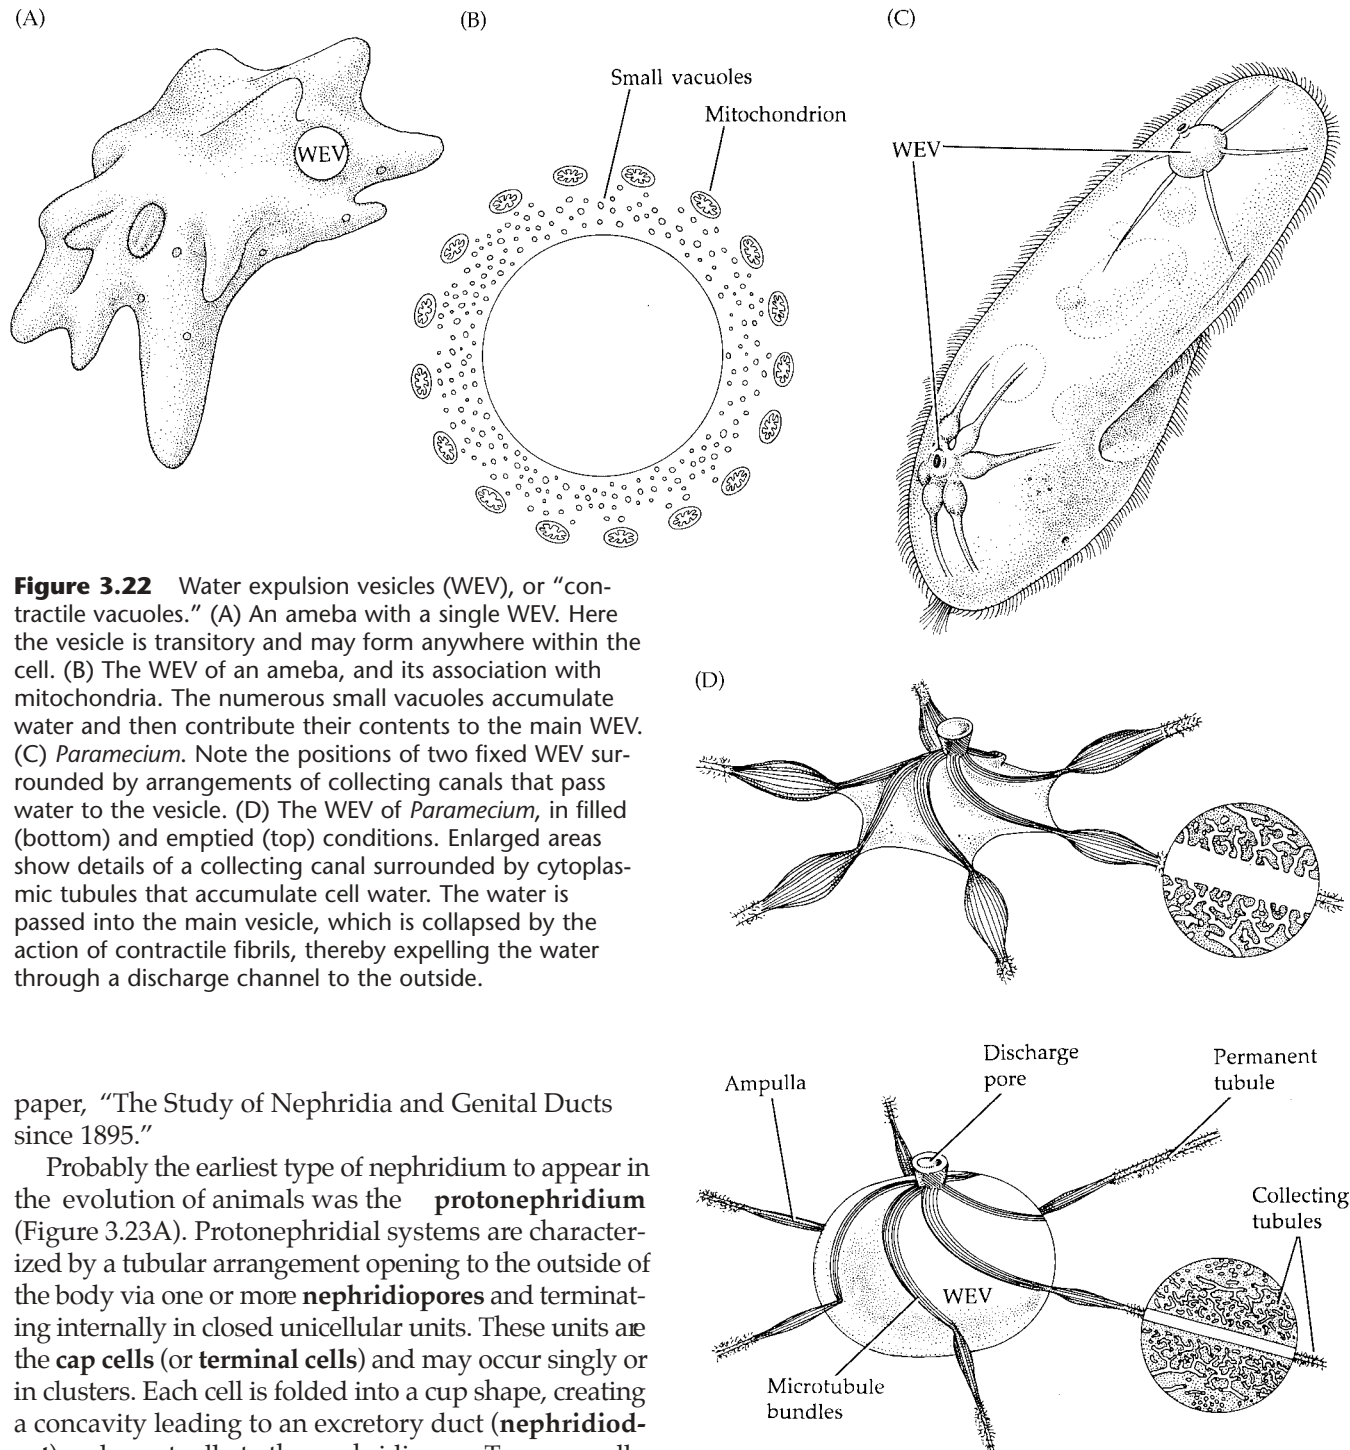 (A)
(B)
(C)
Small vacuoles
Mitochondrion
WEV
WEV
Figure 3.22 Water expulsion vesicles (WEV), or “con-
tractile vacuoles.” (A) An ameba with a single WEV. Here
the vesicle is transitory and may form anywhere within the
cell. (B) The WEV of an ameba, and its association with
mitochondria. The numerous small vacuoles accumulate
water and then contribute their contents to the main WEV.
(C) Paramecium. Note the positions of two fixed WEV sur-
rounded by arrangements of collecting canals that pass
water to the vesicle. (D) The WEV of Paramecium, in filled
(bottom) and emptied (top) conditions. Enlarged areas
show details of a collecting canal surrounded by cytoplas-
mic tubules that accumulate cell water. The water is
passed into the main vesicle, which is collapsed by the
action of contractile fibrils, thereby expelling the water
through a discharge channel to the outside.
(D)
Discharge
pore
Permanent
tubule
Ampulla
Collecting
tubules
WEV
Microtubule
bundles
paper, “The Study of Nephridia and Genital Ducts
since 1895.”
Probably the earliest type of nephridium to appear in
the evolution of animals was the protonephridium
(Figure 3.23A). Protonephridial systems are character-
ized by a tubular arrangement opening to the outside of
the body via one or more nephridiopores and terminat-
ing internally in closed unicellular units. These units are
the cap cells (or terminal cells) and may occur singly or
in clusters. Each cell is folded into a cup shape, creating
a concavity leading to an excretory duct (nephridiod-